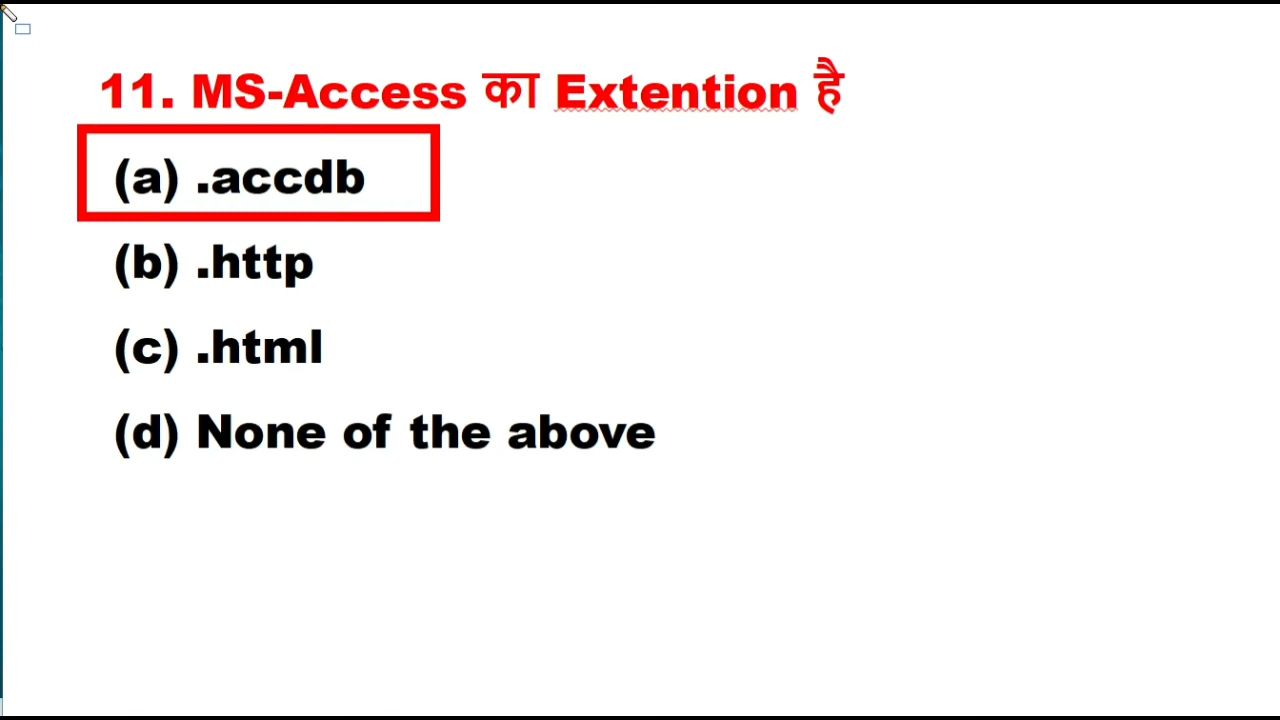 11. MS-Access का Extention है
(a) .accdb
(b) .http
(c) .html
(d) None of the above